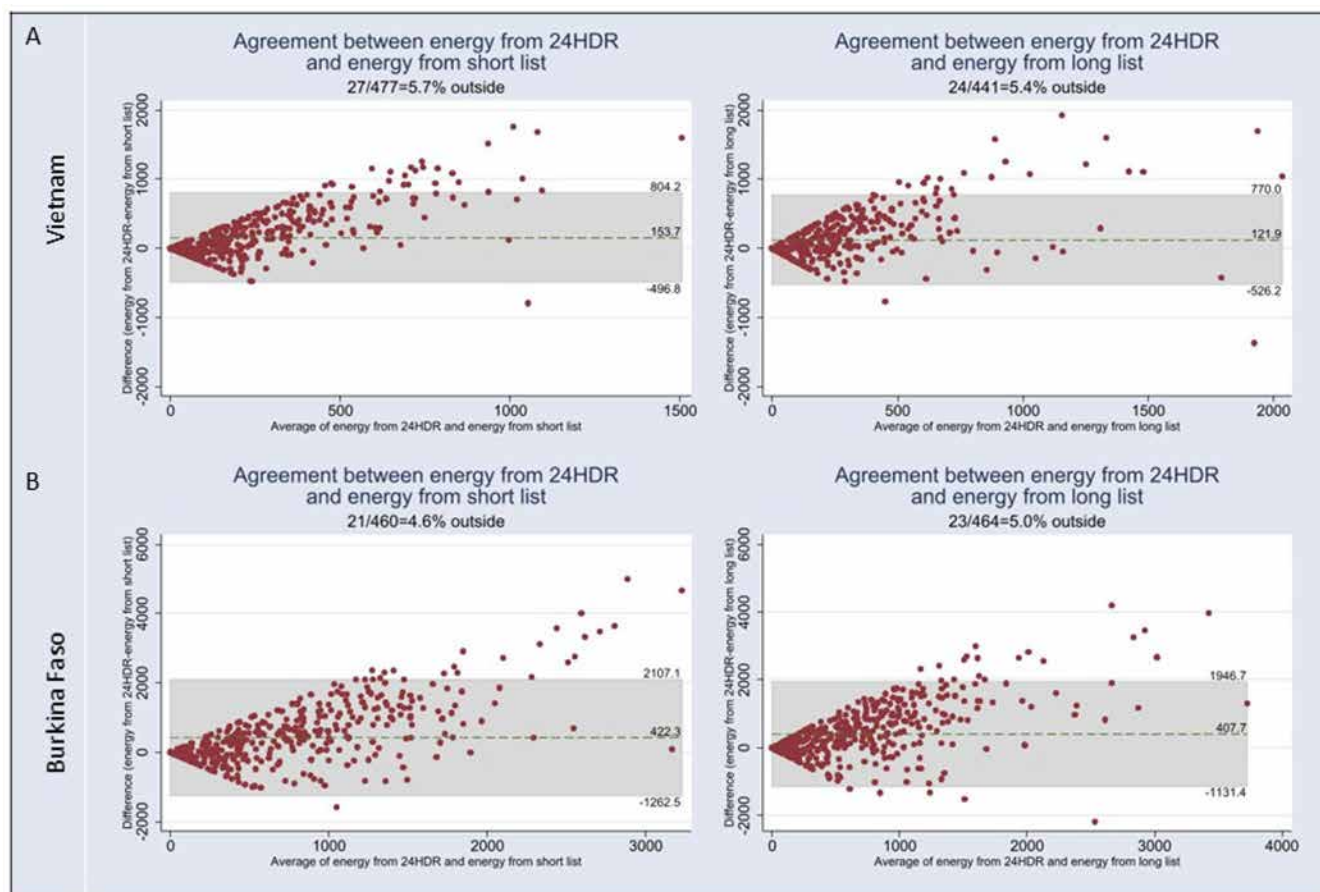 A
Vietnam
Agreement between energy from 24HDR
and energy from short list
27/477=5.7% outside
Difference (energy from 24HDR-energy from short list)
2000
1000
0
-1000
-2000
804.2
153.7
-496.8
0
500
1000
1500
Average of energy from 24HDR and energy from short list
Agreement between energy from 24HDR
and energy from long list
24/441=5.4% outside
Difference (energy from 24HDR-energy from long list)
2000
1000
0
-1000
-2000
770.0
121.9
-526.2
0
500
1000
1500
2000
Average of energy from 24HDR and energy from long list
B
Burkina Faso
Agreement between energy from 24HDR
and energy from short list
21/460=4.6% outside
Difference (energy from 24HDR-energy from short list)
6000
4000
2000
0
-2000
2107.1
422.3
-1262.5
0
1000
2000
3000
Average of energy from 24HDR and energy from short list
Agreement between energy from 24HDR
and energy from long list
23/464=5.0% outside
Difference (energy from 24HDR-energy from long list)
6000
4000
2000
0
-2000
1946.7
407.7
-1131.4
0
1000
2000
3000
4000
Average of energy from 24HDR and energy from long list